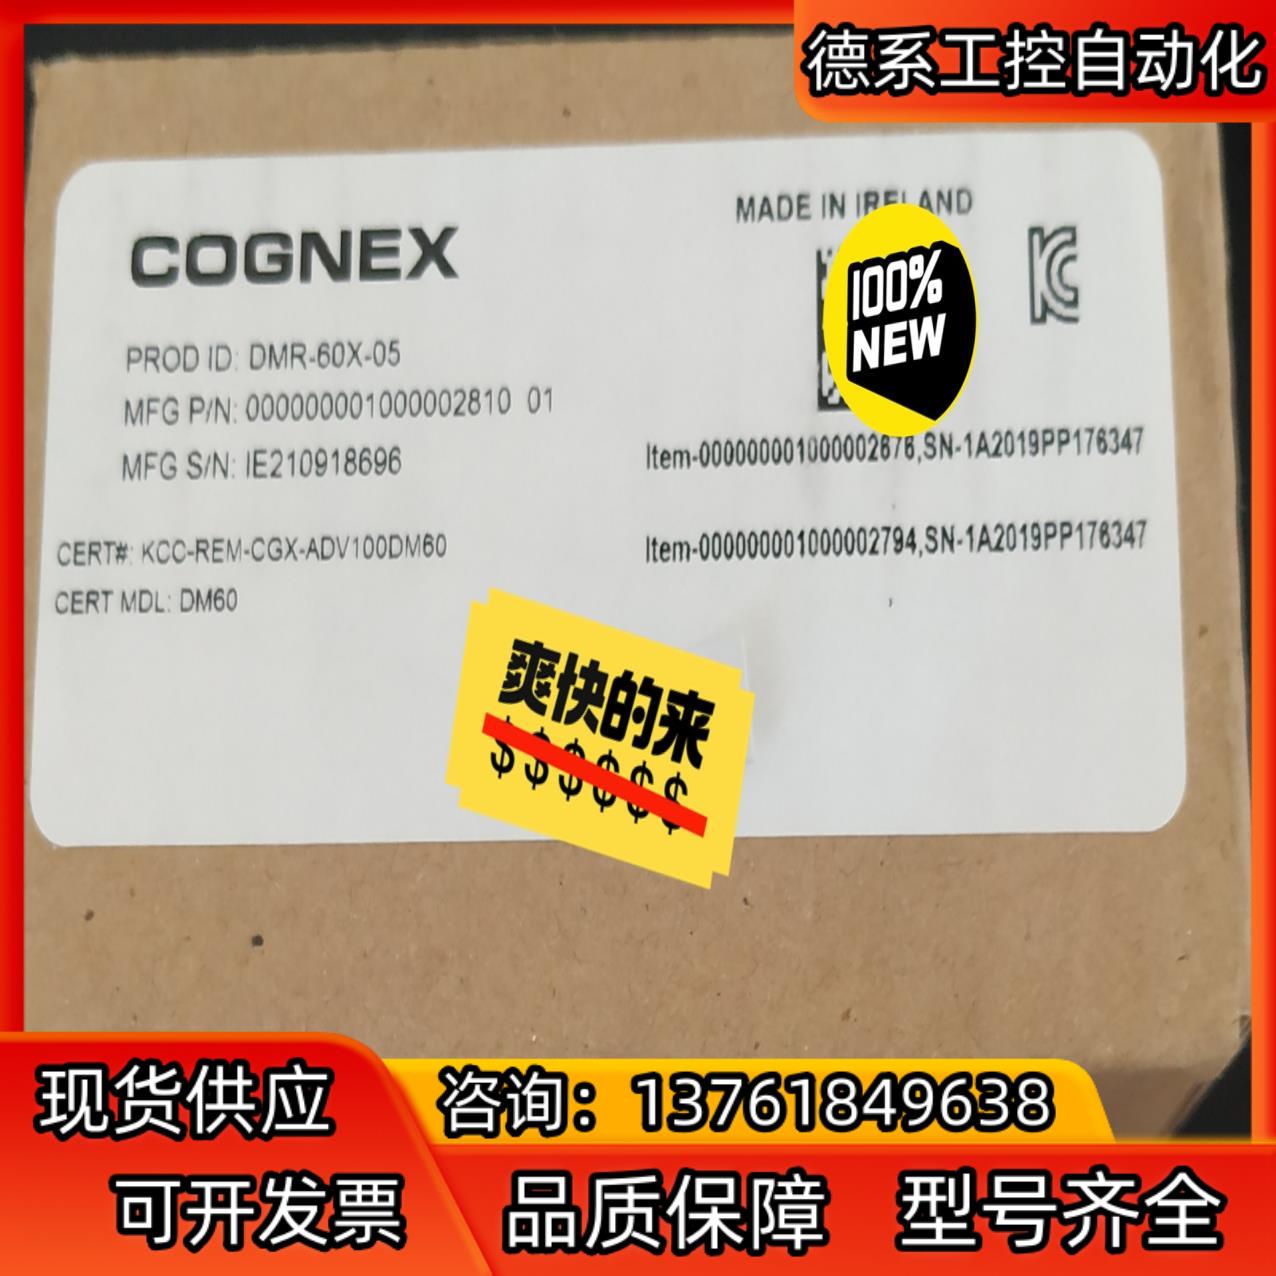 德系工控自动化
MADE IN IRELAND
COGNEX
100%
NEW
PROD ID: DMR-60X-05
MFG P/N: 000000001000002810 01
MFG S/N: IE210918696
Item-000000001000002676,SN-1A2019PP176347
CERT#: KCC-REM-CGX-ADV100DM60
Item-000000001000002794,SN-1A2019PP176347
CERT MDL: DM60
爽快的来
$$$$$$
现货供应
咨询：13761849638
可开发票
品质保障
型号齐全